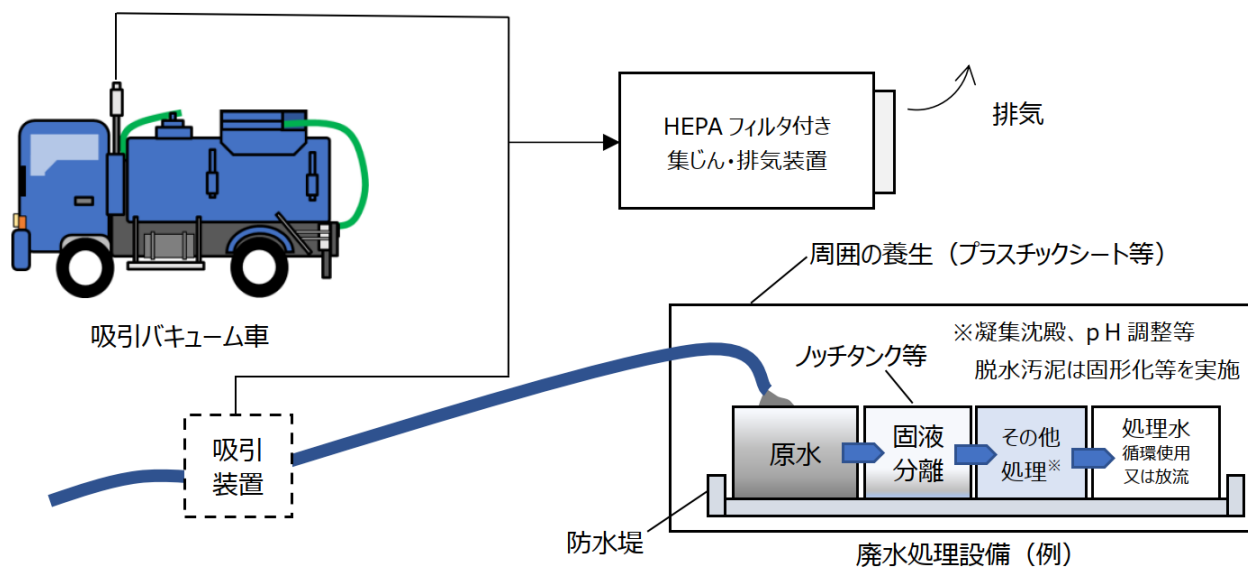 HEPA フィルタ付き
集じん・排気装置
排気
吸引バキューム車
周囲の養生（プラスチックシート等）
※凝集沈殿、ｐＨ調整等
脱水汚泥は固形化等を実施
ノッチタンク等
吸引
装置
原水
固液
分離
その他
処理※
処理水
循環使用
又は放流
防水堤
廃水処理設備（例）